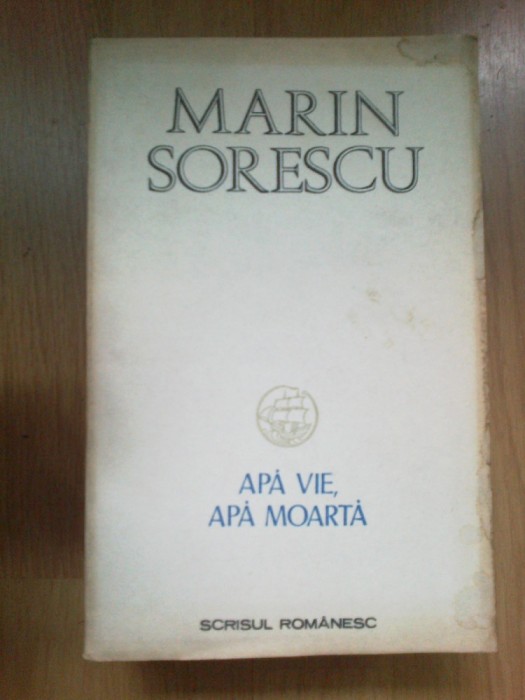 MARIN
SORESCU
APĂ VIE,
APĂ MOARTĂ
SCRISUL ROMÂNESC